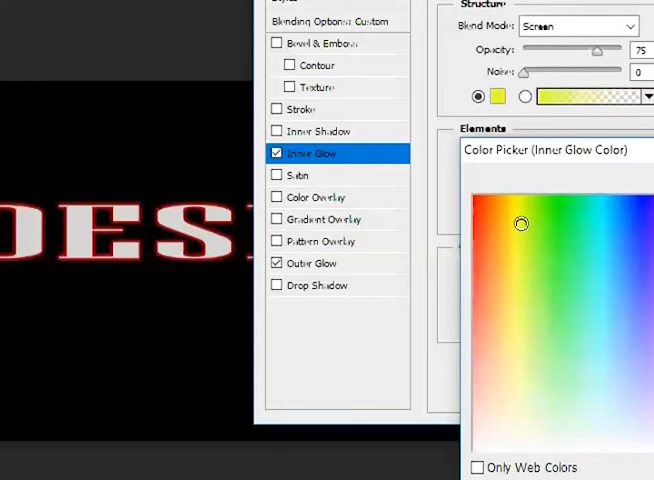 Structure
Blending Options: Custom
Blend Mode: Screen
Bevel & Emboss
Opacity: 75
Contour
Noise: 0
Texture
Stroke
Inner Shadow
Elements
Inner Glow
Color Picker (Inner Glow Color)
Satin
Color Overlay
DES
Gradient Overlay
Pattern Overlay
Outer Glow
Drop Shadow
Only Web Colors